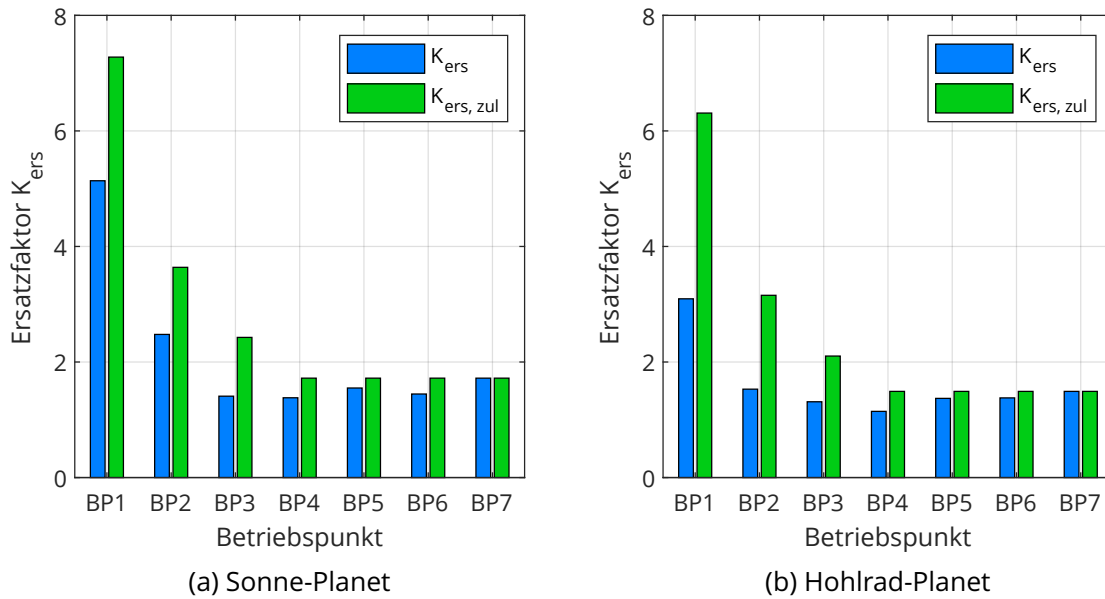 8
6
4
2
0
Ersatzfaktor K_ers
K_ers
K_ers, zul
BP1 BP2 BP3 BP4 BP5 BP6 BP7
Betriebspunkt
(a) Sonne-Planet
8
6
4
2
0
Ersatzfaktor K_ers
K_ers
K_ers, zul
BP1 BP2 BP3 BP4 BP5 BP6 BP7
Betriebspunkt
(b) Hohlrad-Planet